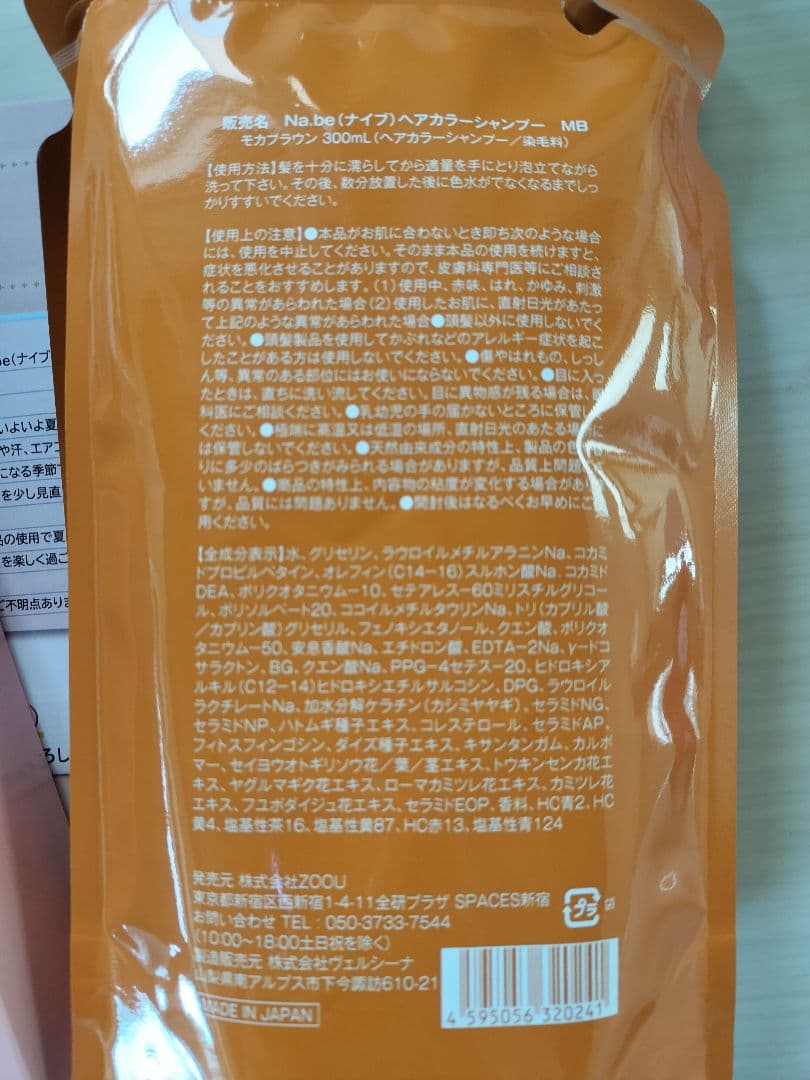 販売名 Na.be(ナイブ)ヘアカラーシャンプー MB
モカブラウン 300mL(ヘアカラーシャンプー/染毛料)
【使用方法】髪を十分に濡らしてから適量を手にとり泡立てながら
洗って下さい。その後、数分放置した後に色水がでなくなるまでしっ
かりすすいでください。
【使用上の注意】●本品がお肌に合わないとき即ち次のような場合
には、使用を中止してください。そのまま本品の使用を続けますと、
症状を悪化させることがありますので、皮膚科専門医等にご相談さ
れることをおすすめします。(1)使用中、赤味、はれ、かゆみ、刺激
等の異常があらわれた場合(2)使用したお肌に、直射日光があたっ
て上記のような異常があらわれた場合●頭髪以外に使用しないでく
ださい。●頭髪製品を使用してかぶれなどのアレルギー症状を起こ
したことがある方は使用しないでください。●傷やはれもの、しっし
ん等、異常のある部位にはお使いにならないでください。●目に入っ
たときは、直ちに洗い流してください。目に異物感が残る場合は、眼
科医にご相談ください。●乳幼児の手の届かないところに保管し
ください。●極端に高温又は低温の場所、直射日光のあたる場所
は保管しないでください。●天然由来成分の特性上、製品の色
りに多少のばらつきがみられる場合がありますが、品質上問題
いません。●商品の特性上、内容物の粘度が変化する場合があ
すが、品質には問題ありません。●開封後はなるべくお早めにご
用ください。
【全成分表示】水、グリセリン、ラウロイルメチルアラニンNa、コカミ
ドプロピルベタイン、オレフィン(C14-16)スルホン酸Na、コカミド
DEA、ポリクオタニウム-10、セテアレス-60ミリスチルグリコー
ル、ポリソルベート20、ココイルメチルタウリンNa、トリ(カプリル酸
/カプリン酸)グリセリル、フェノキシエタノール、クエン酸、ポリクオ
タニウム-50、安息香酸Na、エチドロン酸、EDTA-2Na、γ-ドコ
サラクトン、BG、クエン酸Na、PPG-4セテス-20、ヒドロキシア
ルキル(C12-14)ヒドロキシエチルサルコシン、DPG、ラウロイル
ラクチレートNa、加水分解ケラチン(カシミヤヤギ)、セラミドNG、
セラミドNP、ハトムギ種子エキス、コレステロール、セラミドAP、
フィトスフィンゴシン、ダイズ種子エキス、キサンタンガム、カルボ
マー、セイヨウオトギリソウ花/葉/茎エキス、トウキンセンカ花エ
キス、ヤグルマギク花エキス、ローマカミツレ花エキス、カミツレ花
エキス、フユボダイジュ花エキス、セラミドEOP、香料、HC青2、HC
黄4、塩基性茶16、塩基性黄87、HC赤13、塩基性青124
発売元 株式会社ZOOU
東京都新宿区西新宿1-4-11全研プラザ SPACES新宿
お問い合わせ TEL:050-3733-7544
(10:00~18:00土日祝を除く)
製造販売元 株式会社ヴェルシーナ
山梨県南アルプス市下今諏訪610-21
MADE IN JAPAN
プラ
4 595056 320241
be(ナイブ
いよいよ夏
や汗、エアコ
になる季節
を少し見直
品の使用で夏
を楽しく過ご
ご不明点あり
ろし